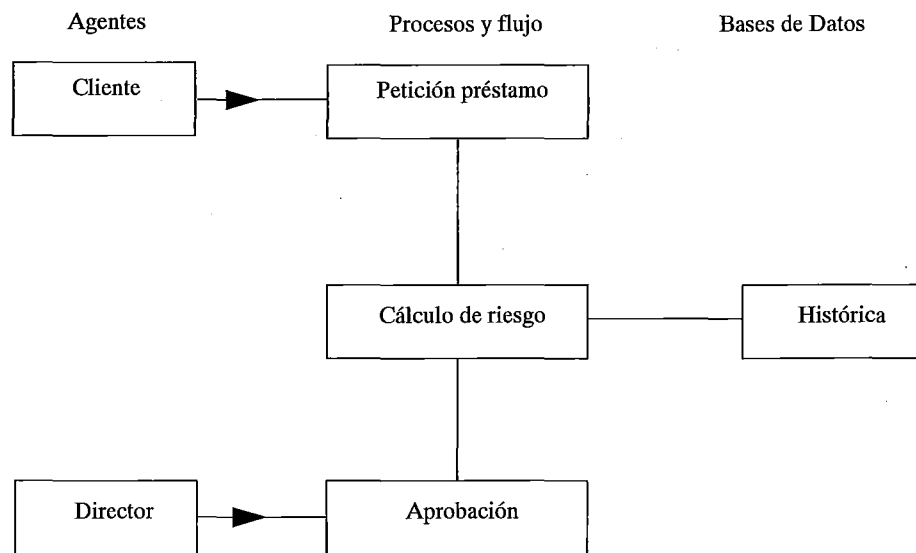 Agentes Procesos y flujo Bases de Datos
Cliente Petición préstamo
Cálculo de riesgo Histórica
Director Aprobación